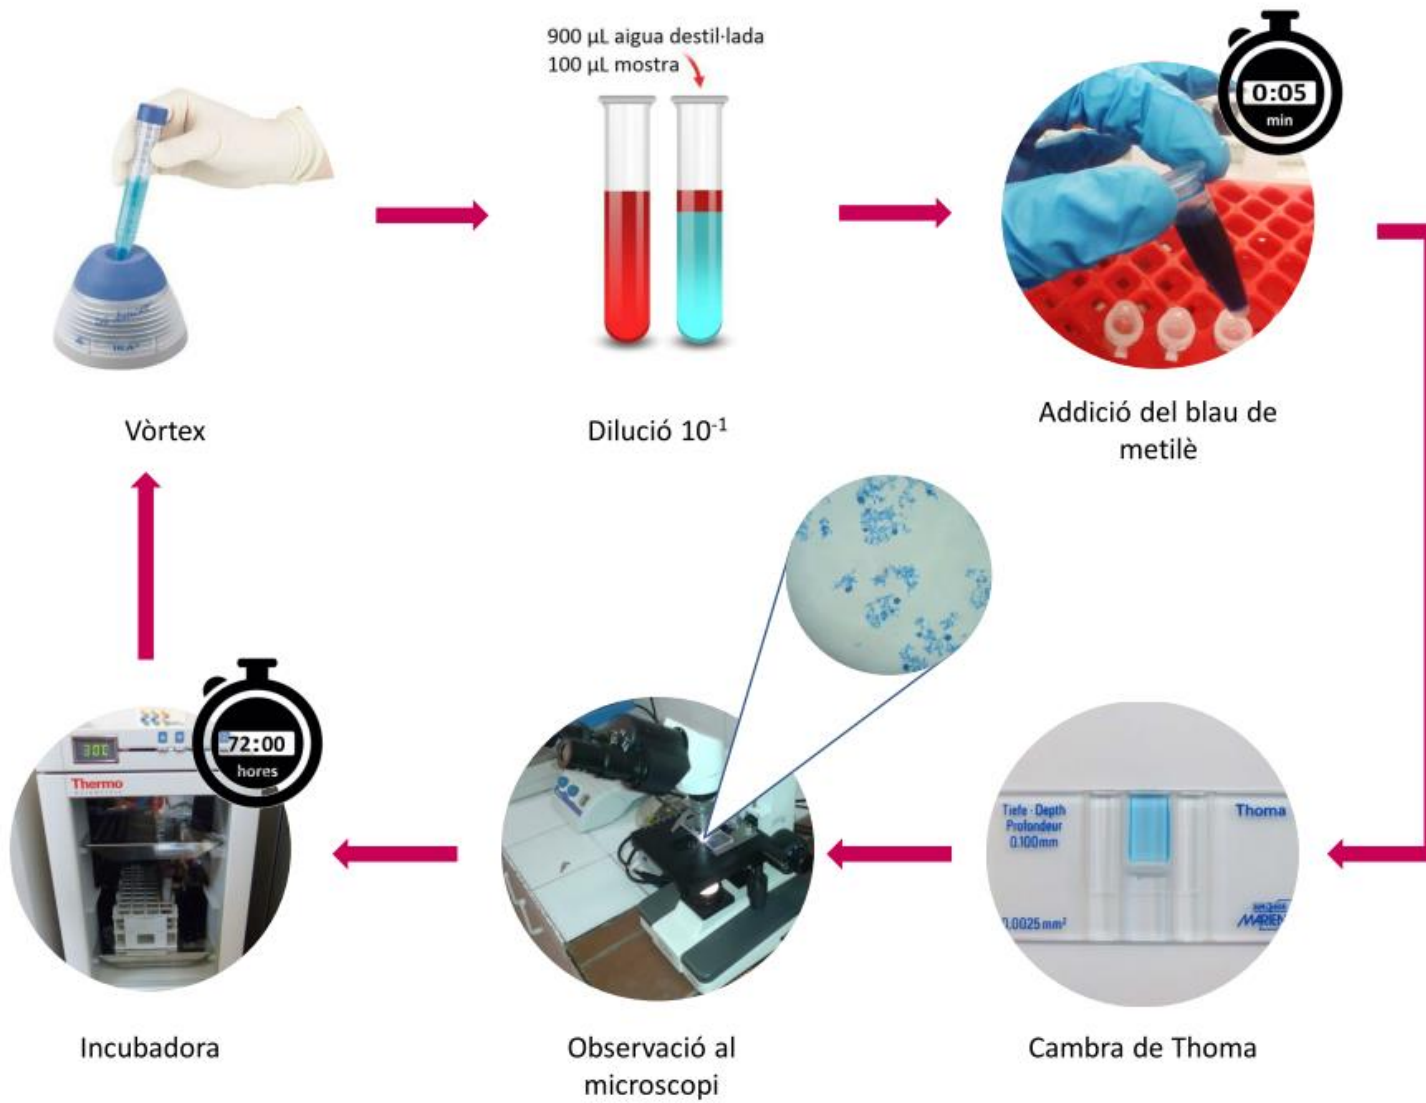 900 µL aigua destil·lada
100 µL mostra
0:05
min
Vòrtex
Dilució 10⁻¹
Addició del blau de
metilè
72:00
hores
30C
Thermo
Tiefe · Depth
Profondeur
0.100mm
Thoma
0.0025 mm²
MARIEN
Incubadora
Observació al
microscopi
Cambra de Thoma